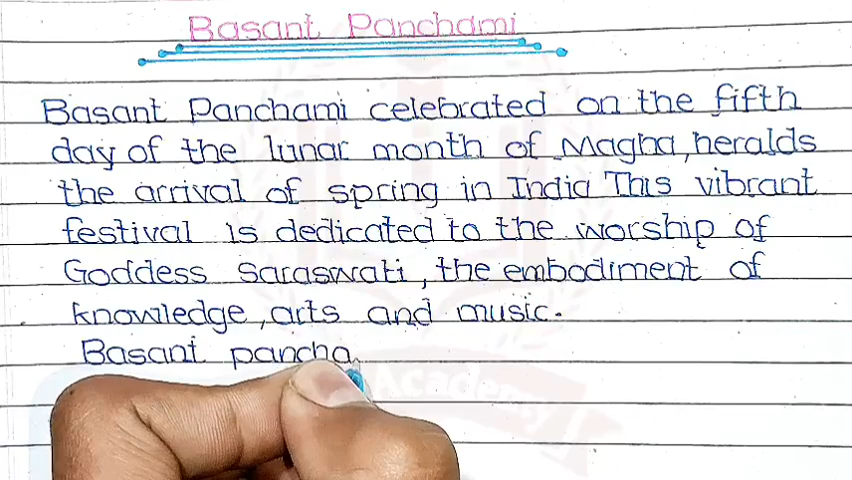 Basant Panchami
Basant Panchami celebrated on the fifth
day of the lunar month of Magha, heralds
the arrival of spring in India This vibrant
festival is dedicated to the worship of
Goddess Saraswati, the embodiment of
knowledge, arts and music.
Basant pancha
Academy